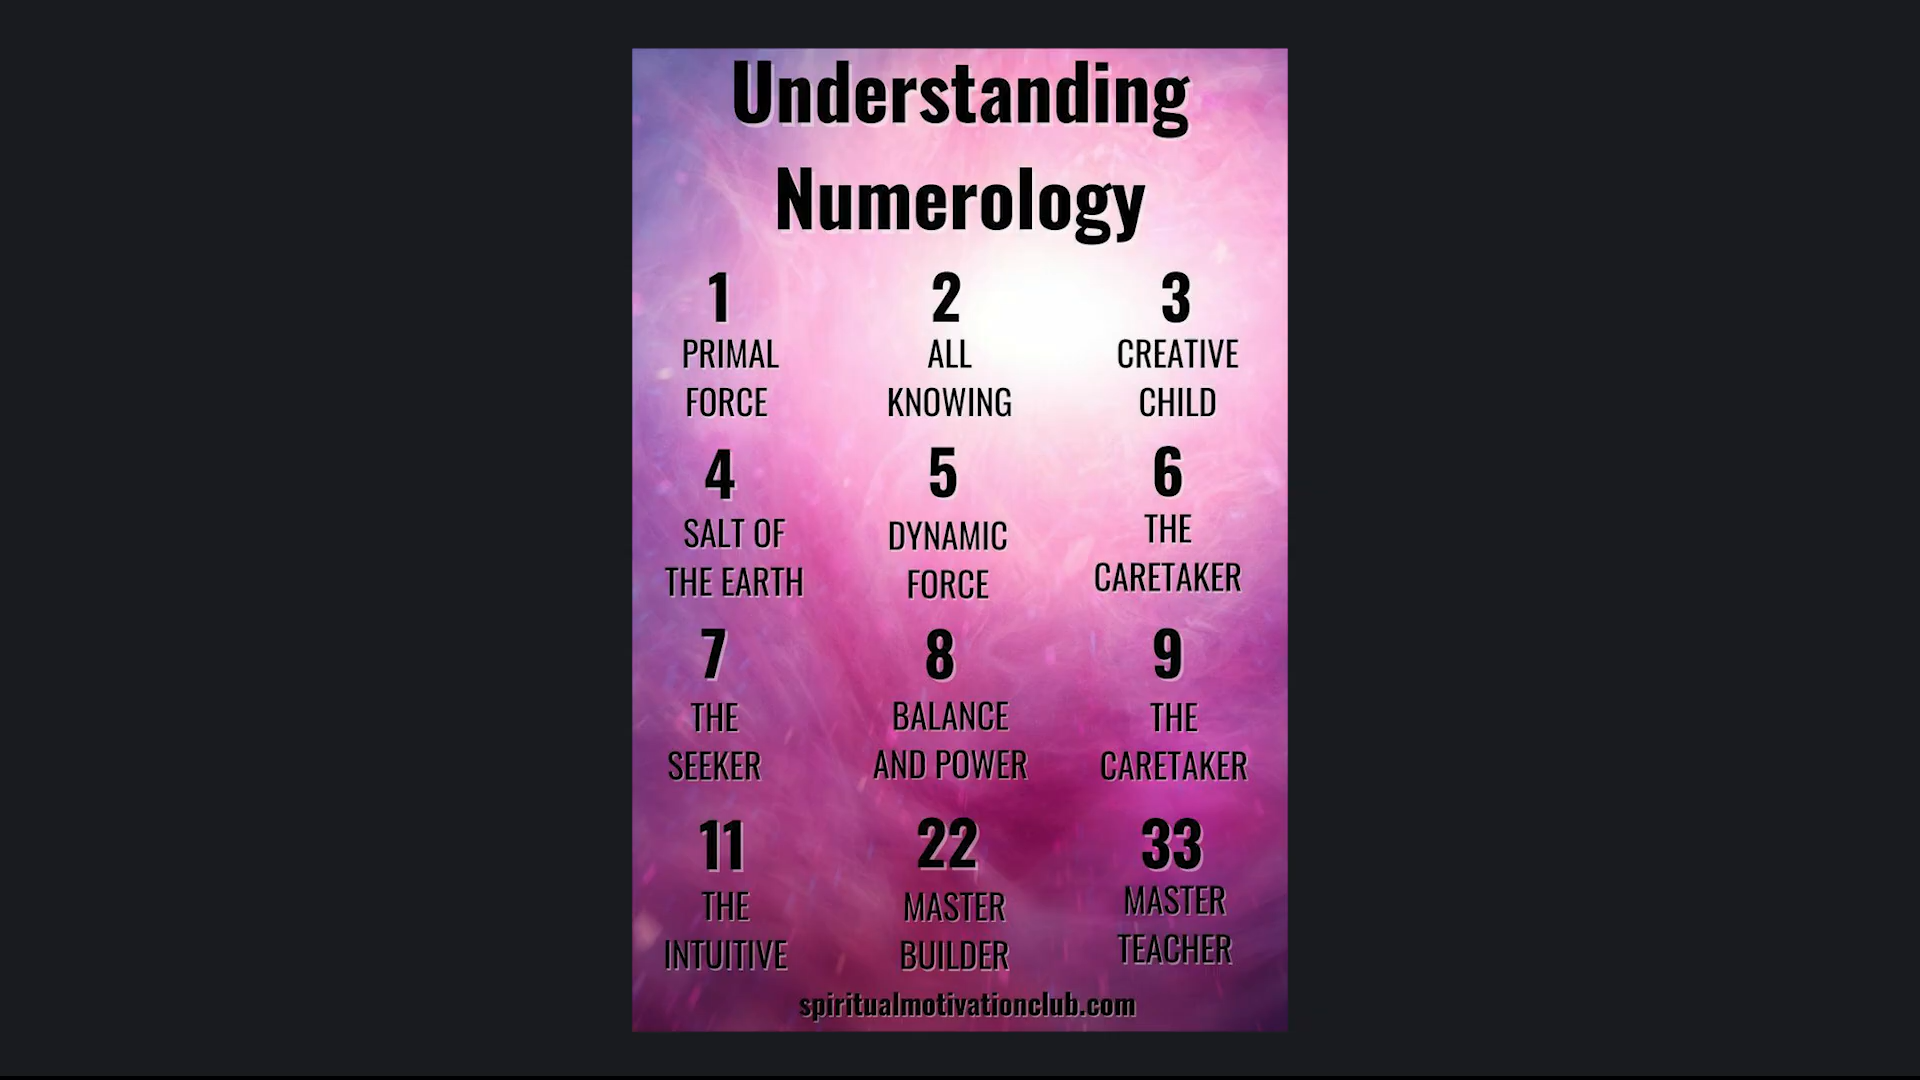 Understanding
Numerology
1
PRIMAL
FORCE
2
ALL
KNOWING
3
CREATIVE
CHILD
4
SALT OF
THE EARTH
5
DYNAMIC
FORCE
6
THE
CARETAKER
7
THE
SEEKER
8
BALANCE
AND POWER
9
THE
CARETAKER
11
THE
INTUITIVE
22
MASTER
BUILDER
33
MASTER
TEACHER
spiritualmotivationclub.com